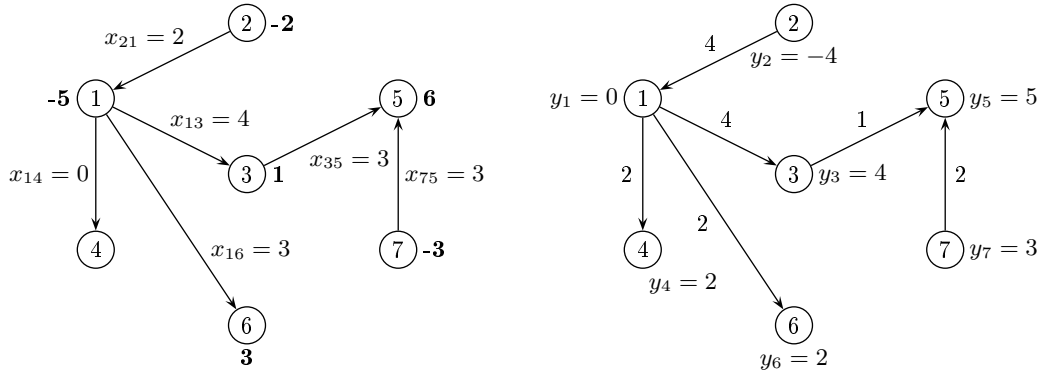 2 -2
x₂₁ = 2
-5 1
5 6
x₁₃ = 4
x₁₄ = 0
3 1
x₃₅ = 3
x₇₅ = 3
4
x₁₆ = 3
7 -3
6
3
2
4
y₂ = −4
y₁ = 0 1
5 y₅ = 5
4
1
2
3 y₃ = 4
2
2
4
7 y₇ = 3
y₄ = 2
6
y₆ = 2